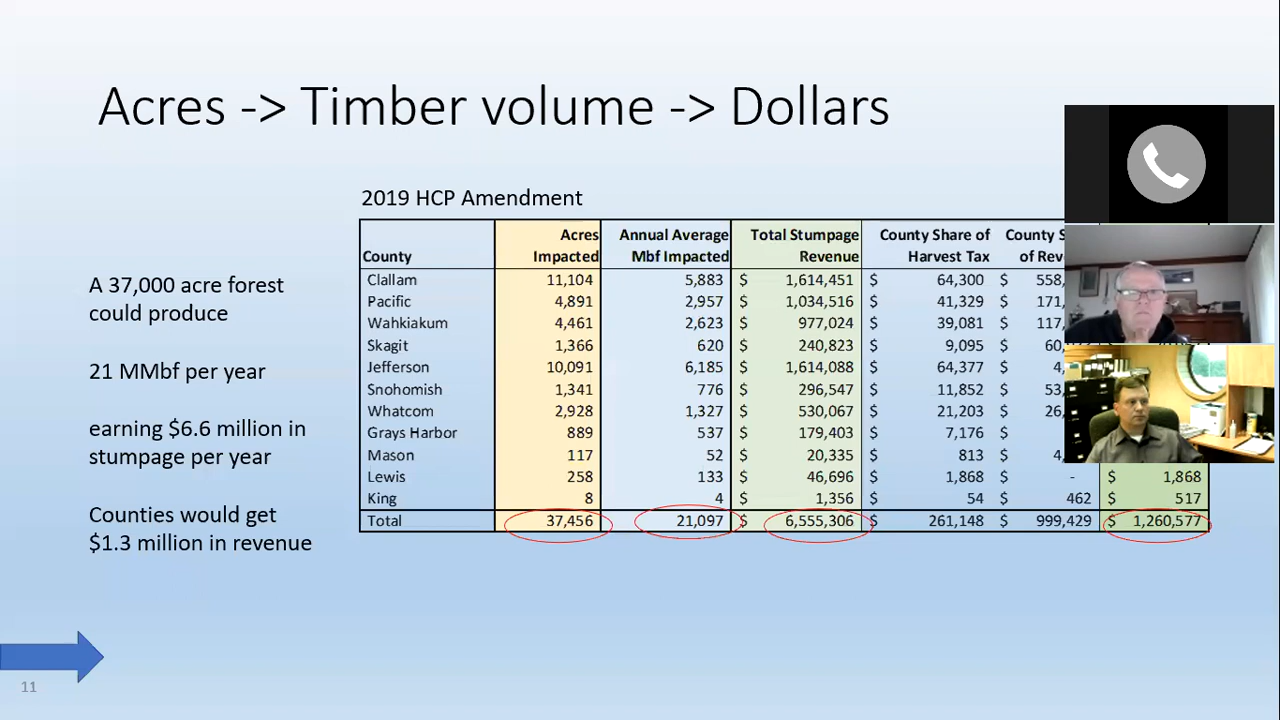 Acres -> Timber volume -> Dollars
2019 HCP Amendment
A 37,000 acre forest
could produce
21 MMbf per year
earning $6.6 million in
stumpage per year
Counties would get
$1.3 million in revenue
County Acres Impacted Annual Average Mbf Impacted Total Stumpage Revenue County Share of Harvest Tax County S of Rev
Clallam 11,104 5,883 $ 1,614,451 $ 64,300 $ 558,
Pacific 4,891 2,957 $ 1,034,516 $ 41,329 $ 171,
Wahkiakum 4,461 2,623 $ 977,024 $ 39,081 $ 117,
Skagit 1,366 620 $ 240,823 $ 9,095 $ 60,
Jefferson 10,091 6,185 $ 1,614,088 $ 64,377 $ 4,
Snohomish 1,341 776 $ 296,547 $ 11,852 $ 53,
Whatcom 2,928 1,327 $ 530,067 $ 21,203 $ 26,
Grays Harbor 889 537 $ 179,403 $ 7,176 $
Mason 117 52 $ 20,335 $ 813 $ 4,
Lewis 258 133 $ 46,696 $ 1,868 $ - $ 1,868
King 8 4 $ 1,356 $ 54 $ 462 $ 517
Total 37,456 21,097 $ 6,555,306 $ 261,148 $ 999,429 $ 1,260,577
11